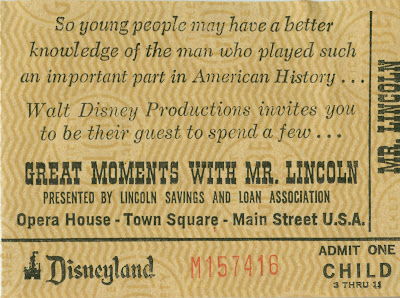 So young people may have a better
knowledge of the man who played such
an important part in American History...
Walt Disney Productions invites you
to be their guest to spend a few...
GREAT MOMENTS WITH MR. LINCOLN
PRESENTED BY LINCOLN SAVINGS AND LOAN ASSOCIATION
Opera House - Town Square - Main Street U.S.A.
MR. LINCOLN
Disneyland
M157416
ADMIT ONE
CHILD
3 THRU 11